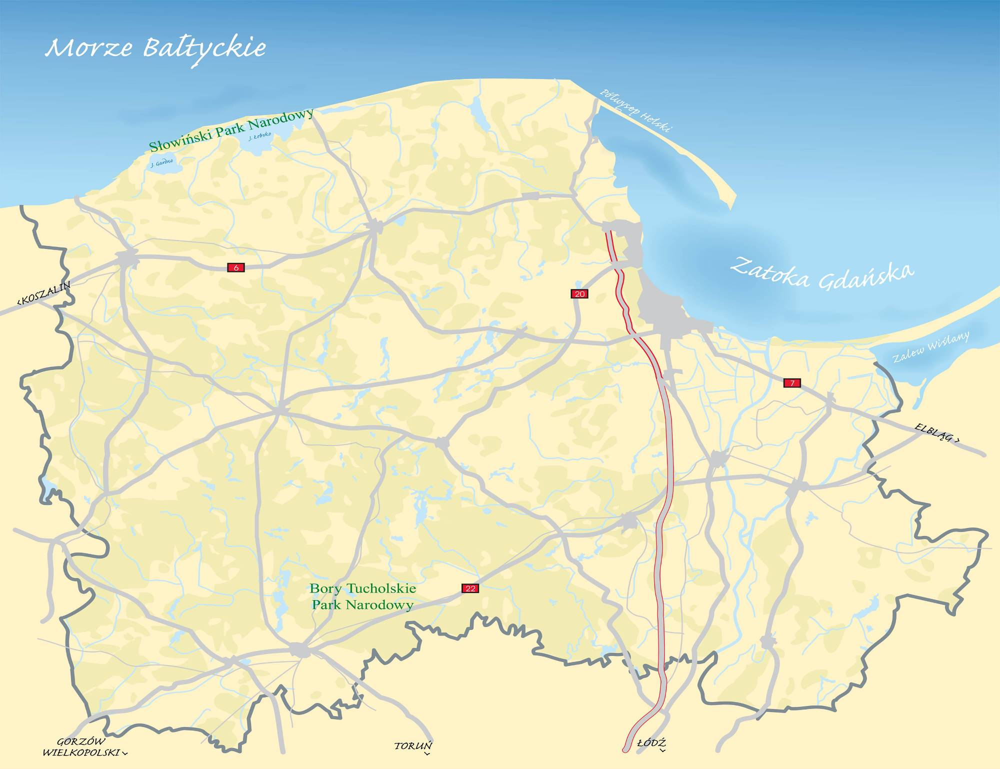 Morze Bałtyckie
Półwysep Helski
Słowiński Park Narodowy
J. Łebsko
J. Gardno
6
Zatoka Gdańska
<KOSZALIN
20
Zalew Wiślany
7
ELBLĄG >
Bory Tucholskie
Park Narodowy
22
GORZÓW
WIELKOPOLSKI
TORUŃ
ŁÓDŹ